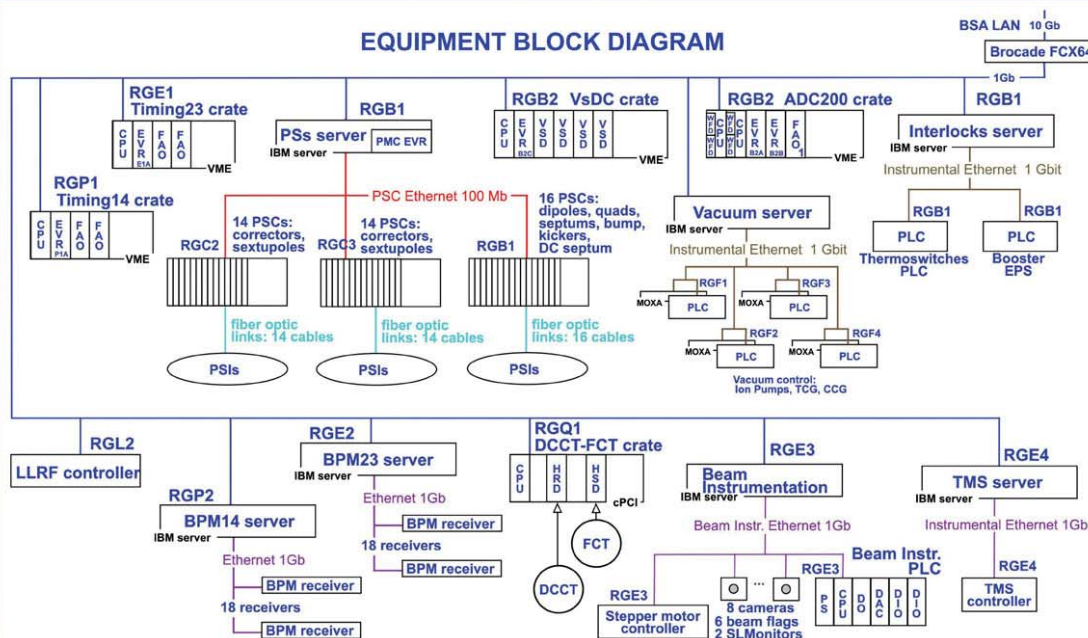 EQUIPMENT BLOCK DIAGRAM
BSA LAN 10 Gb
Brocade FCX64
1Gb
RGE1
Timing23 crate
CPU
EVR
E1A
FAO
FAO
VME
RGP1
Timing14 crate
CPU
EVR
P1A
FAO
FAO
VME
RGB1
PSs server
PMC EVR
IBM server
RGB2 VsDC crate
CPU
EVR
B2C
VSD
VSD
VSD
VSD
VME
RGB2 ADC200 crate
WFD
WFD
CPU
WFD
WFD
CPU
EVR
B2A
EVR
B2B
FAO
1
VME
RGB1
Interlocks server
IBM server
Instrumental Ethernet 1 Gbit
RGB1
PLC
Thermoswitches
PLC
RGB1
PLC
Booster
EPS
PSC Ethernet 100 Mb
14 PSCs:
correctors,
sextupoles
RGC2
14 PSCs:
correctors,
sextupoles
RGC3
16 PSCs:
dipoles, quads,
septums, bump,
kickers,
DC septum
RGB1
fiber optic
links: 14 cables
PSIs
fiber optic
links: 14 cables
PSIs
fiber optic
links: 16 cables
PSIs
Vacuum server
IBM server
Instrumental Ethernet 1 Gbit
RGF1
MOXA
PLC
RGF3
MOXA
PLC
RGF2
MOXA
PLC
RGF4
MOXA
PLC
Vacuum control:
Ion Pumps, TCG, CCG
RGL2
LLRF controller
RGP2
BPM14 server
IBM server
Ethernet 1Gb
BPM receiver
18 receivers
BPM receiver
RGE2
BPM23 server
IBM server
Ethernet 1Gb
BPM receiver
18 receivers
BPM receiver
RGQ1
DCCT-FCT crate
CPU
HRD
HSD
cPCI
FCT
DCCT
RGE3
Beam
Instrumentation
IBM server
Beam Instr. Ethernet 1Gb
RGE3
Stepper motor
controller
...
8 cameras
6 beam flags
2 SLMonitors
Beam Instr.
RGE3 PLC
PS
CPU
DO
DAC
DIO
DIO
RGE4
TMS server
IBM server
Instrumental Ethernet 1Gb
RGE4
TMS
controller